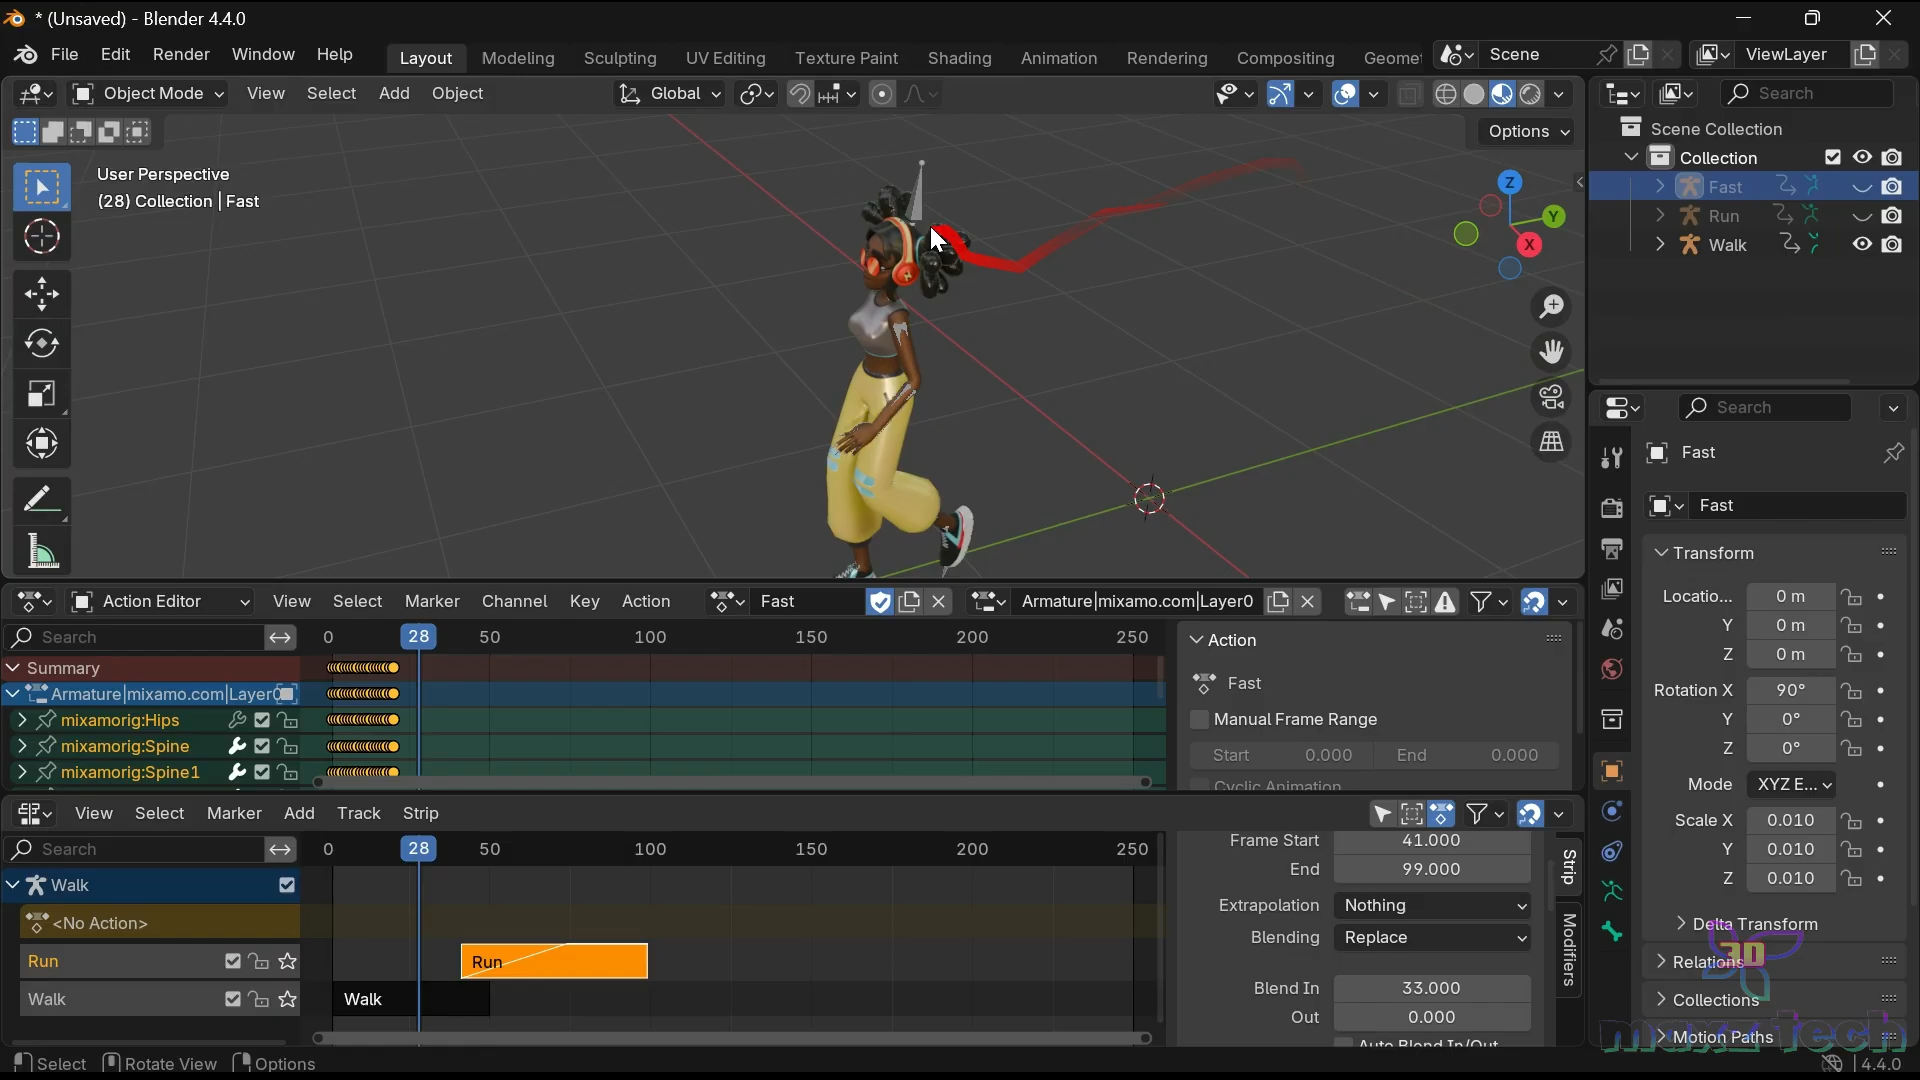 * (Unsaved) - Blender 4.4.0
File Edit Render Window Help Layout Modeling Sculpting UV Editing Texture Paint Shading Animation Rendering Compositing Geome Scene ViewLayer
Object Mode View Select Add Object Global Search
Options
Scene Collection
Collection
Fast
Run
Walk
User Perspective
(28) Collection | Fast
Z
Y
X
Search
Fast
Fast
Transform
Locatio... 0 m
Y 0 m
Z 0 m
Rotation X 90°
Y 0°
Z 0°
Mode XYZ E...
Scale X 0.010
Y 0.010
Z 0.010
Delta Transform
Relations
Collections
Motion Paths
Action Editor View Select Marker Channel Key Action Fast Armature|mixamo.com|Layer0
Search 0 28 50 100 150 200 250
Summary
Armature|mixamo.com|Layer0
mixamorig:Hips
mixamorig:Spine
mixamorig:Spine1
Action
Fast
Manual Frame Range
Start 0.000 End 0.000
Cyclic Animation
View Select Marker Add Track Strip
Search 0 28 50 100 150 200 250
Walk
<No Action>
Run Run
Walk Walk
Frame Start 41.000
End 99.000
Extrapolation Nothing
Blending Replace
Blend In 33.000
Out 0.000
Auto Blend In/Out
Strip
Modifiers
3D
maxz tech
Select Rotate View Options 4.4.0